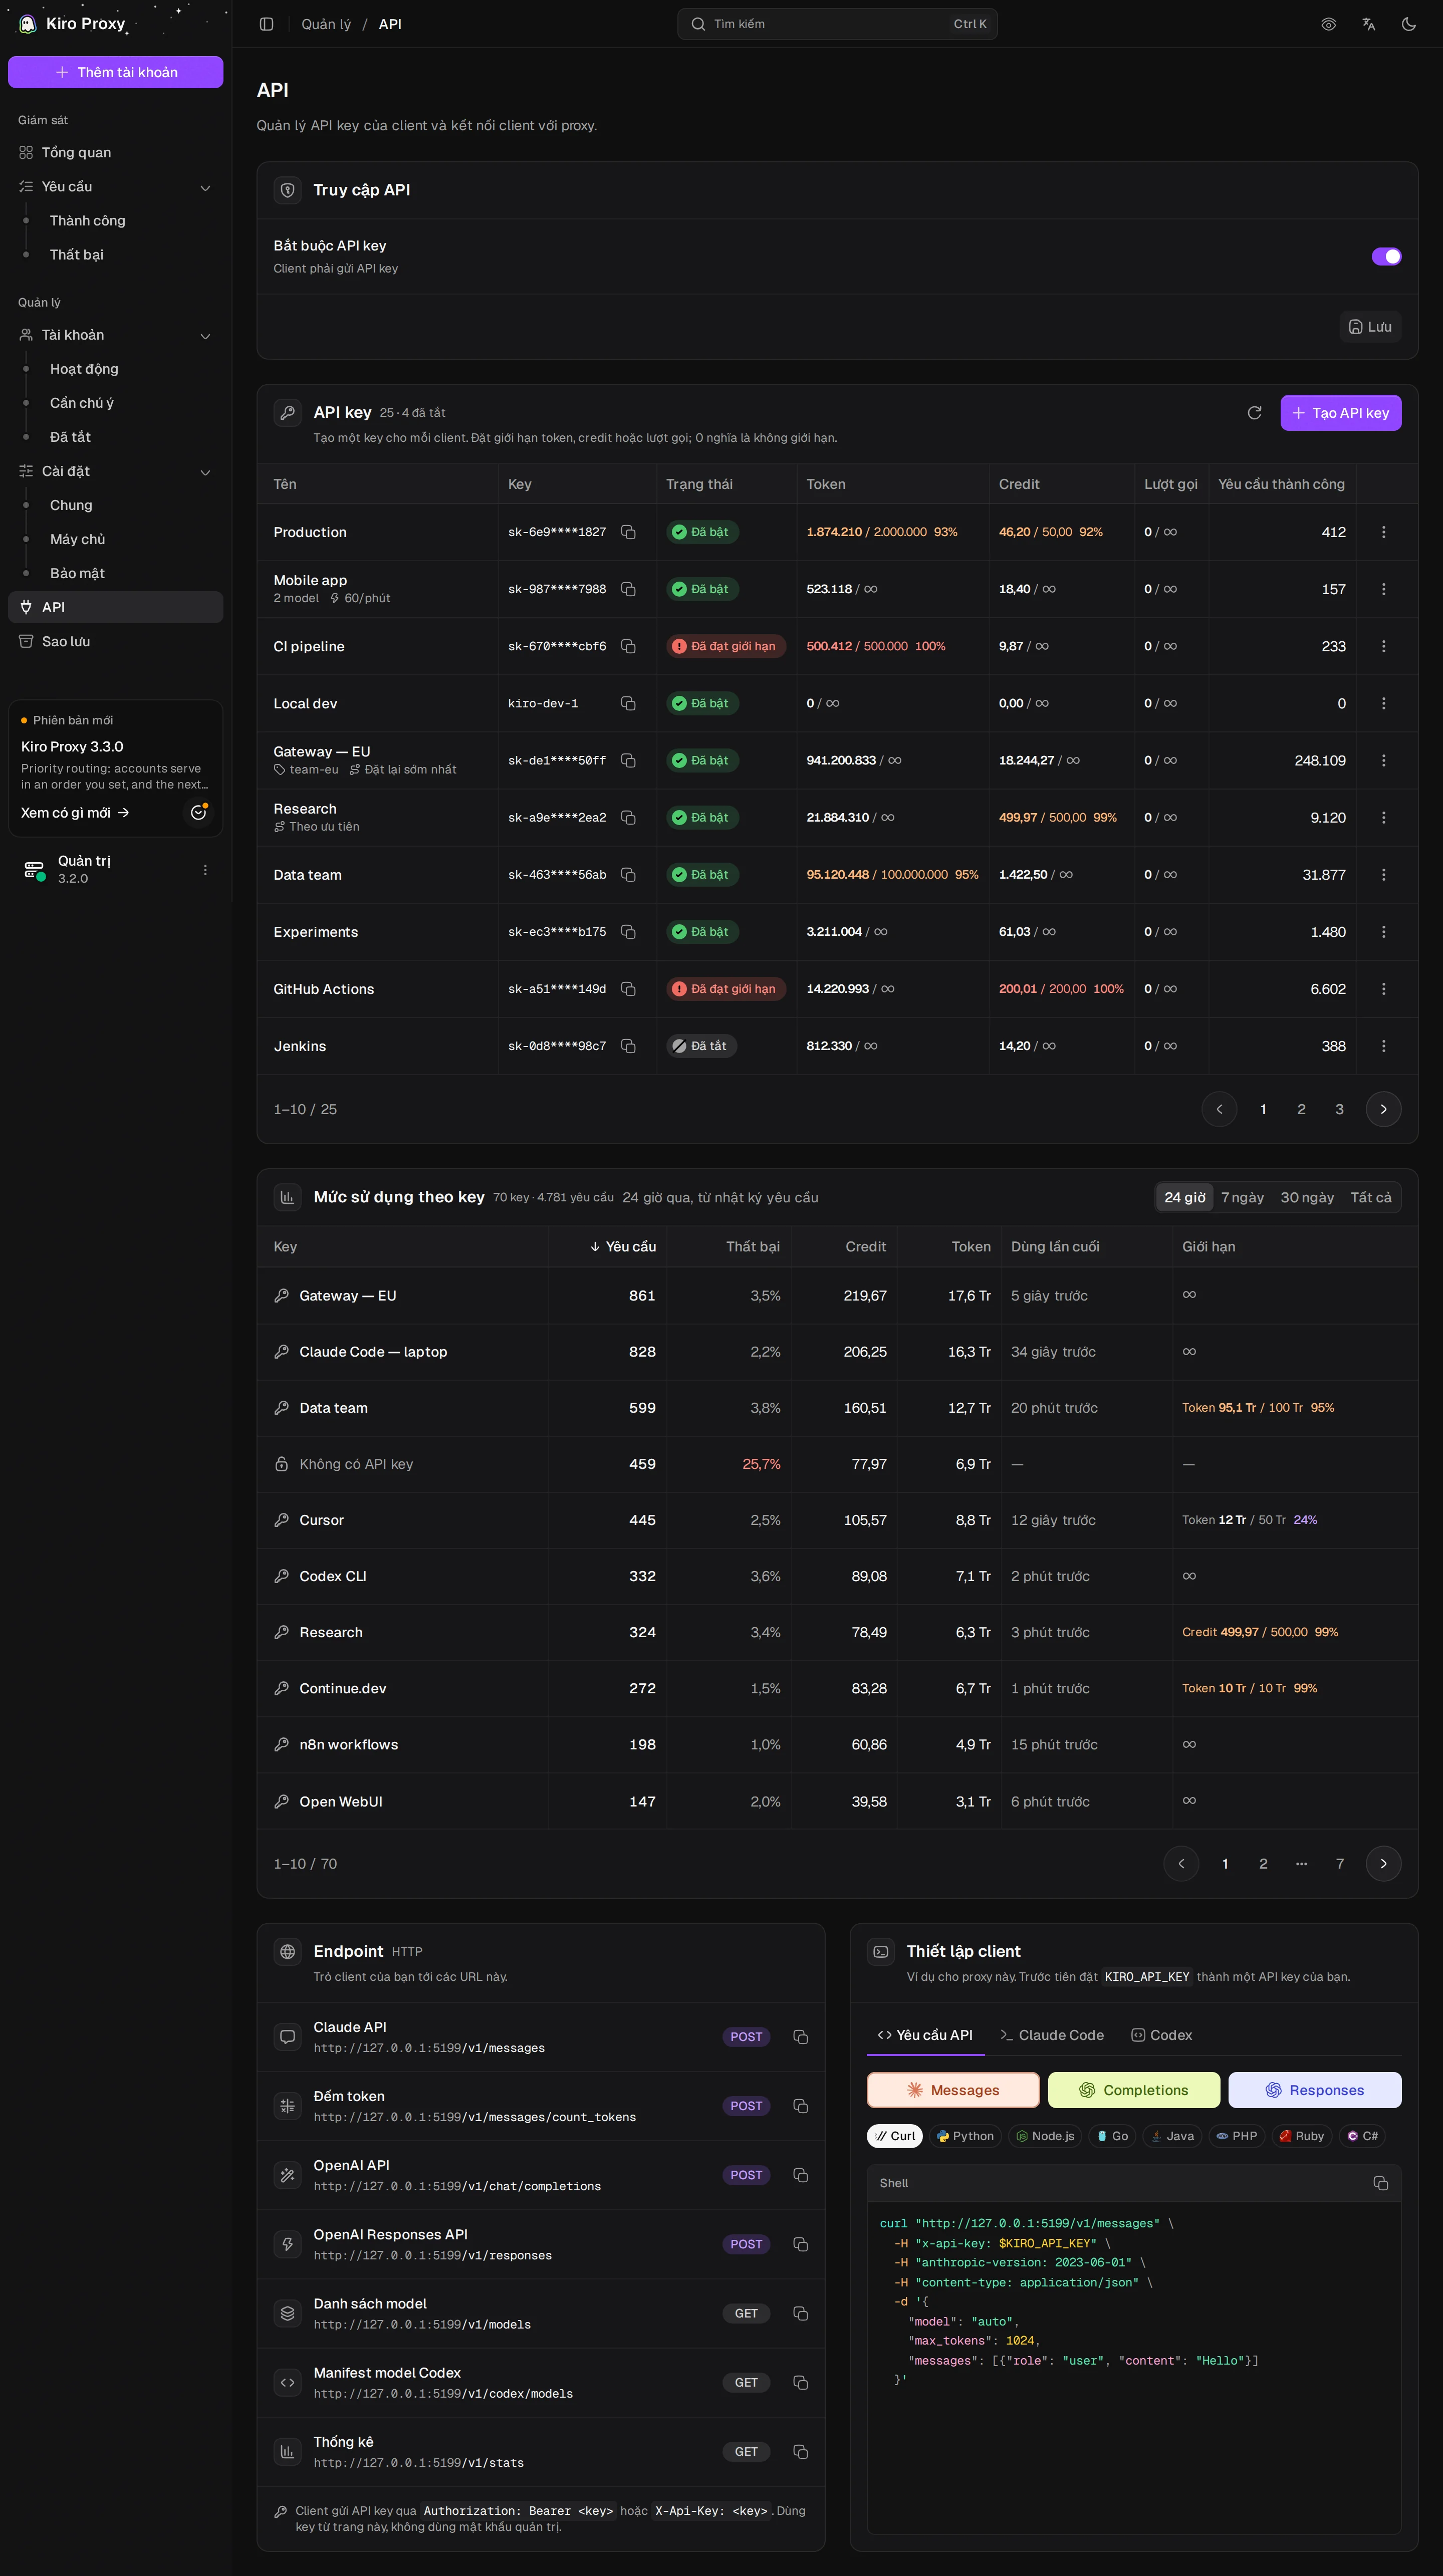 Kiro Proxy
Quản lý / API
Tìm kiếm
Ctrl K
Thêm tài khoản
Giám sát
Tổng quan
Yêu cầu
Thành công
Thất bại
Quản lý
Tài khoản
Hoạt động
Cần chú ý
Đã tắt
Cài đặt
Chung
Máy chủ
Bảo mật
API
Sao lưu
Phiên bản mới
Kiro Proxy 3.3.0
Priority routing: accounts serve
in an order you set, and the next...
Xem có gì mới →
Quản trị
3.2.0
API
Quản lý API key của client và kết nối client với proxy.
Truy cập API
Bắt buộc API key
Client phải gửi API key
Lưu
API key 25 · 4 đã tắt
Tạo một key cho mỗi client. Đặt giới hạn token, credit hoặc lượt gọi; 0 nghĩa là không giới hạn.
Tạo API key
Tên Key Trạng thái Token Credit Lượt gọi Yêu cầu thành công
Production sk-6e9****1827 Đã bật 1.874.210 / 2.000.000 93% 46,20 / 50,00 92% 0 / ∞ 412
Mobile app sk-987****7988 Đã bật 523.118 / ∞ 18,40 / ∞ 0 / ∞ 157
2 model 60/phút
CI pipeline sk-670****cbf6 Đã đạt giới hạn 500.412 / 500.000 100% 9,87 / ∞ 0 / ∞ 233
Local dev kiro-dev-1 Đã bật 0 / ∞ 0,00 / ∞ 0 / ∞ 0
Gateway — EU sk-de1****50ff Đã bật 941.200.833 / ∞ 18.244,27 / ∞ 0 / ∞ 248.109
team-eu Đặt lại sớm nhất
Research sk-a9e****2ea2 Đã bật 21.884.310 / ∞ 499,97 / 500,00 99% 0 / ∞ 9.120
Theo ưu tiên
Data team sk-463****56ab Đã bật 95.120.448 / 100.000.000 95% 1.422,50 / ∞ 0 / ∞ 31.877
Experiments sk-ec3****b175 Đã bật 3.211.004 / ∞ 61,03 / ∞ 0 / ∞ 1.480
GitHub Actions sk-a51****149d Đã đạt giới hạn 14.220.993 / ∞ 200,01 / 200,00 100% 0 / ∞ 6.602
Jenkins sk-0d8****98c7 Đã tắt 812.330 / ∞ 14,20 / ∞ 0 / ∞ 388
1–10 / 25
1 2 3
Mức sử dụng theo key 70 key · 4.781 yêu cầu 24 giờ qua, từ nhật ký yêu cầu
24 giờ 7 ngày 30 ngày Tất cả
Key ↓ Yêu cầu Thất bại Credit Token Dùng lần cuối Giới hạn
Gateway — EU 861 3,5% 219,67 17,6 Tr 5 giây trước ∞
Claude Code — laptop 828 2,2% 206,25 16,3 Tr 34 giây trước ∞
Data team 599 3,8% 160,51 12,7 Tr 20 phút trước Token 95,1 Tr / 100 Tr 95%
Không có API key 459 25,7% 77,97 6,9 Tr — —
Cursor 445 2,5% 105,57 8,8 Tr 12 giây trước Token 12 Tr / 50 Tr 24%
Codex CLI 332 3,6% 89,08 7,1 Tr 2 phút trước ∞
Research 324 3,4% 78,49 6,3 Tr 3 phút trước Credit 499,97 / 500,00 99%
Continue.dev 272 1,5% 83,28 6,7 Tr 1 phút trước Token 10 Tr / 10 Tr 99%
n8n workflows 198 1,0% 60,86 4,9 Tr 15 phút trước ∞
Open WebUI 147 2,0% 39,58 3,1 Tr 6 phút trước ∞
1–10 / 70
1 2 ··· 7
Endpoint HTTP
Trỏ client của bạn tới các URL này.
Claude API
http://127.0.0.1:5199/v1/messages
POST
Đếm token
http://127.0.0.1:5199/v1/messages/count_tokens
POST
OpenAI API
http://127.0.0.1:5199/v1/chat/completions
POST
OpenAI Responses API
http://127.0.0.1:5199/v1/responses
POST
Danh sách model
http://127.0.0.1:5199/v1/models
GET
Manifest model Codex
http://127.0.0.1:5199/v1/codex/models
GET
Thống kê
http://127.0.0.1:5199/v1/stats
GET
Client gửi API key qua Authorization: Bearer <key> hoặc X-Api-Key: <key>. Dùng
key từ trang này, không dùng mật khẩu quản trị.
Thiết lập client
Ví dụ cho proxy này. Trước tiên đặt KIRO_API_KEY thành một API key của bạn.
Yêu cầu API Claude Code Codex
Messages Completions Responses
Curl Python Node.js Go Java PHP Ruby C#
Shell
curl "http://127.0.0.1:5199/v1/messages" \
-H "x-api-key: $KIRO_API_KEY" \
-H "anthropic-version: 2023-06-01" \
-H "content-type: application/json" \
-d '{
"model": "auto",
"max_tokens": 1024,
"messages": [{"role": "user", "content": "Hello"}]
}'